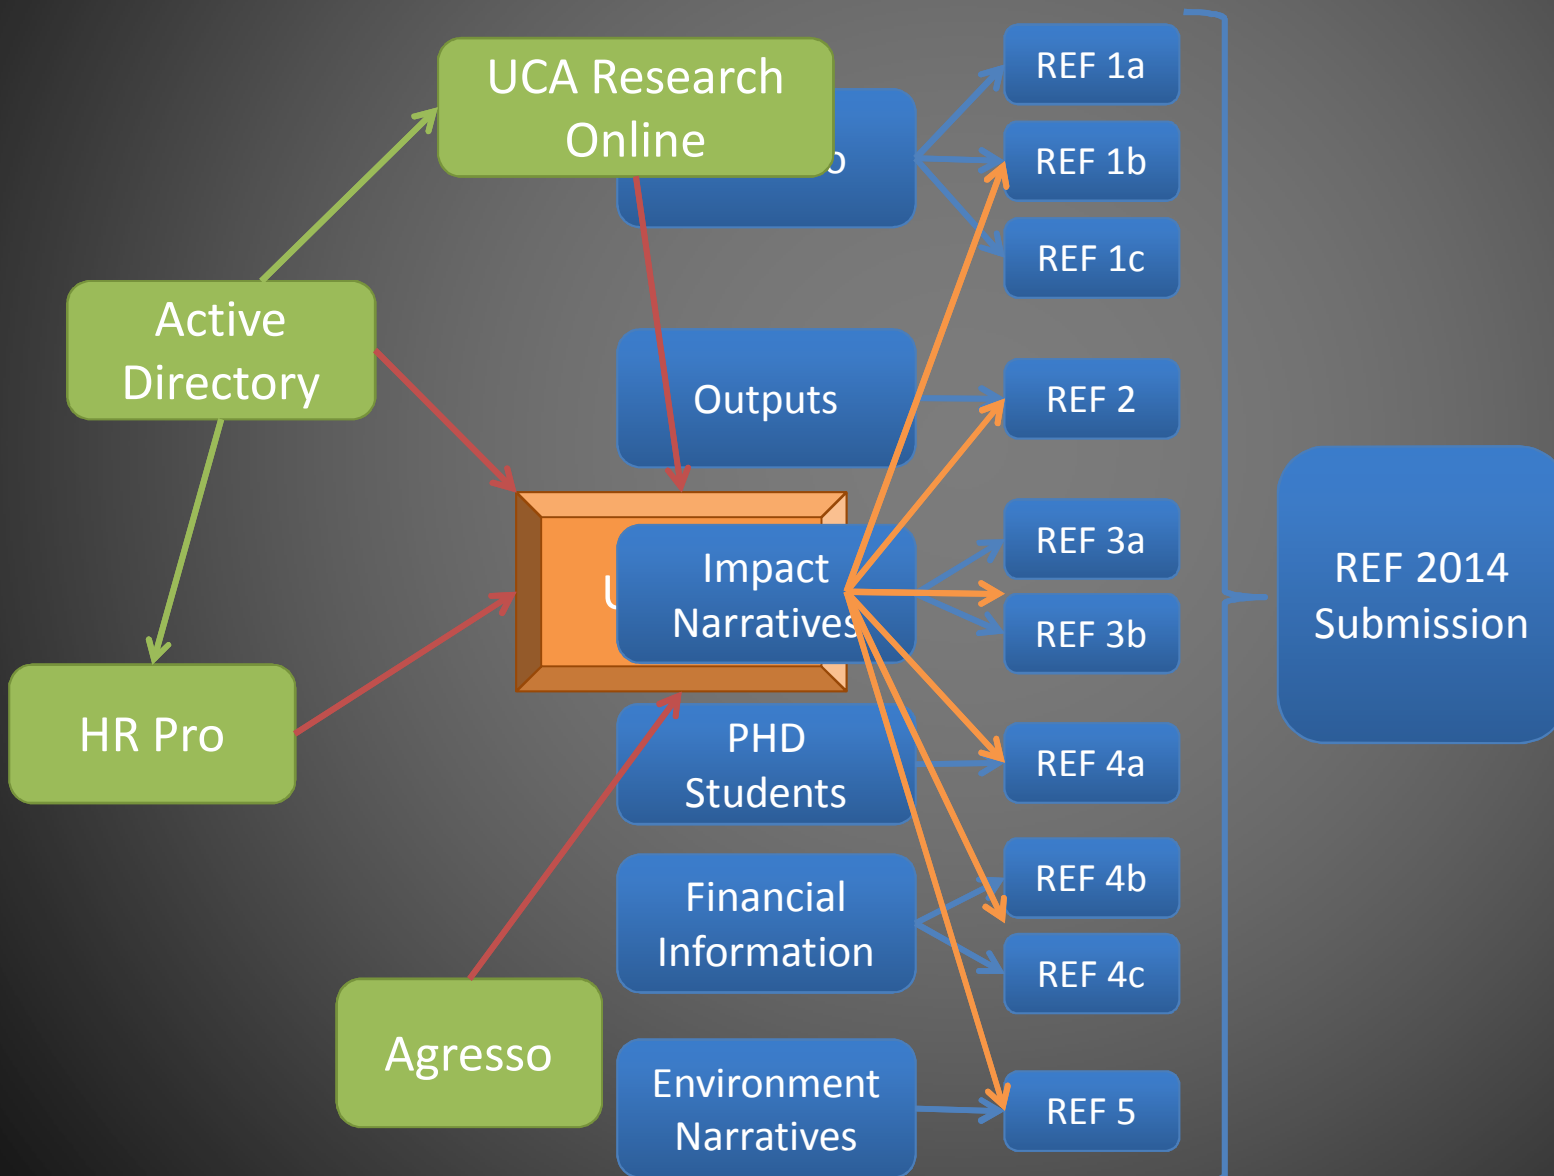 UCA Research
Online
REF 1a
REF 1b
REF 1c
Active
Directory
Outputs
REF 2
Impact
Narratives
REF 3a
REF 3b
REF 2014
Submission
HR Pro
PHD
Students
REF 4a
Financial
Information
REF 4b
REF 4c
Agresso
Environment
Narratives
REF 5